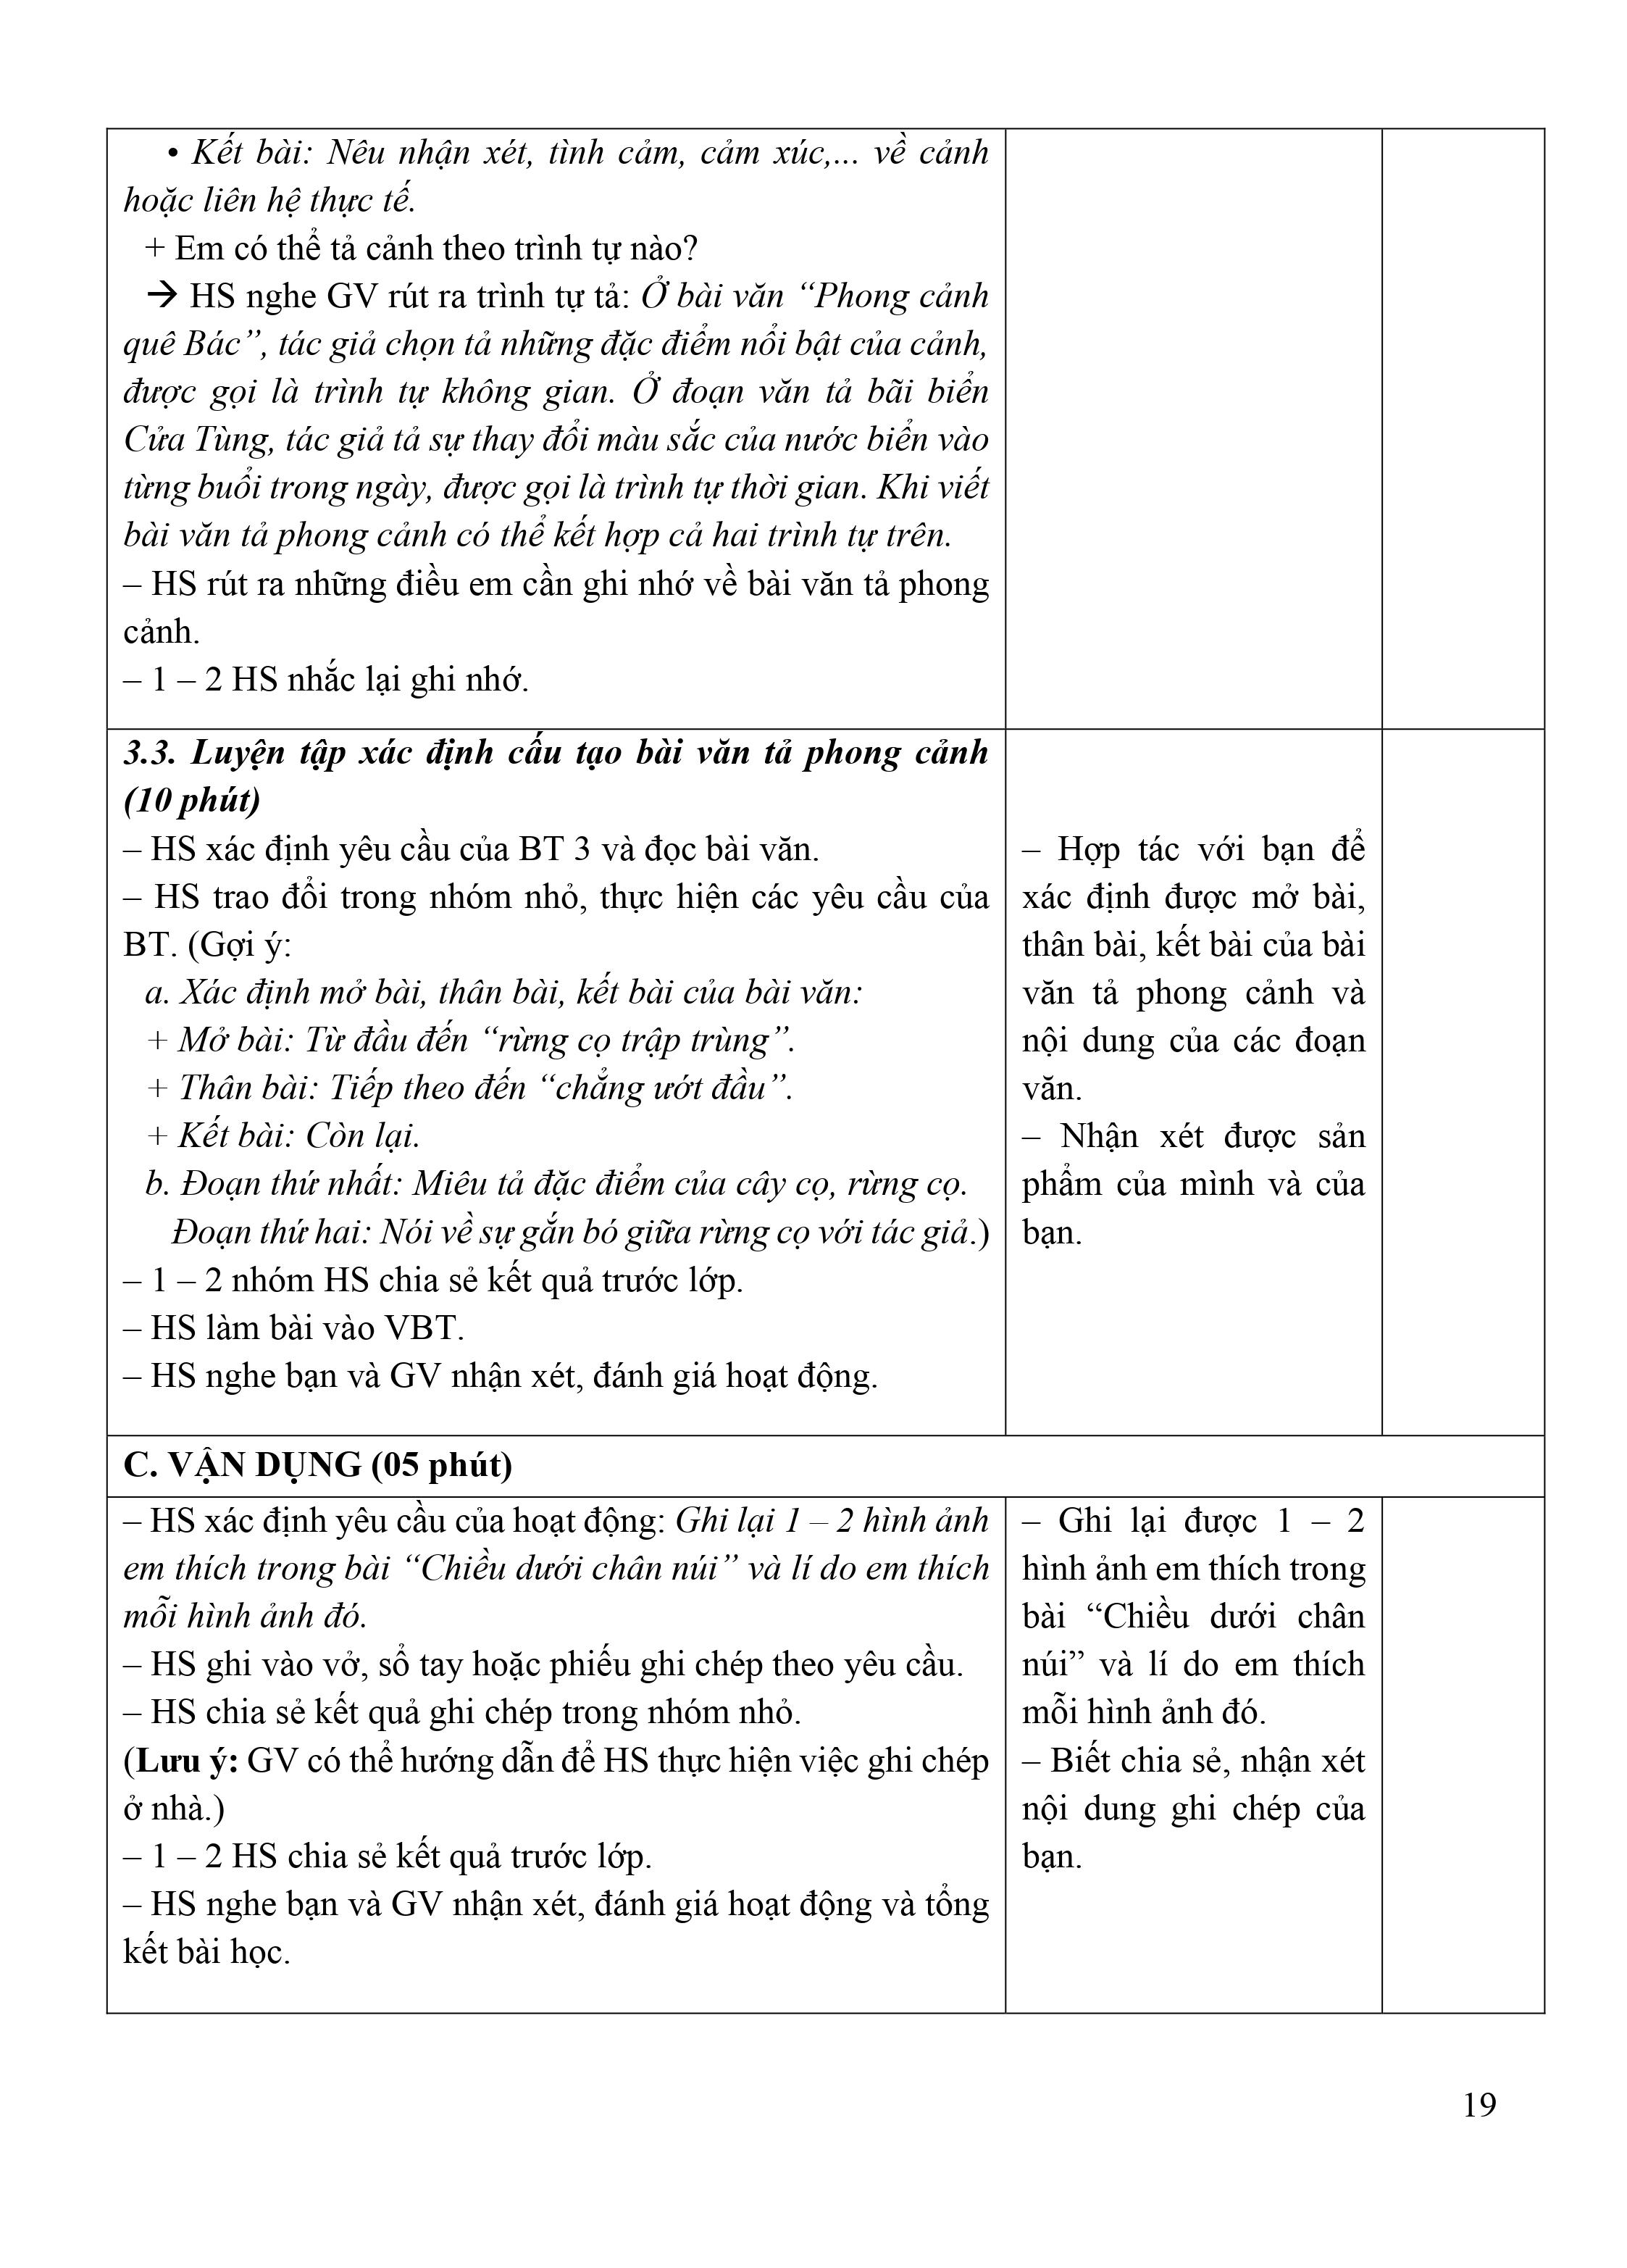 • Kết bài: Nêu nhận xét, tình cảm, cảm xúc,... về cảnh
hoặc liên hệ thực tế.
+ Em có thể tả cảnh theo trình tự nào?
→ HS nghe GV rút ra trình tự tả: Ở bài văn “Phong cảnh
quê Bác”, tác giả chọn tả những đặc điểm nổi bật của cảnh,
được gọi là trình tự không gian. Ở đoạn văn tả bãi biển
Cửa Tùng, tác giả tả sự thay đổi màu sắc của nước biển vào
từng buổi trong ngày, được gọi là trình tự thời gian. Khi viết
bài văn tả phong cảnh có thể kết hợp cả hai trình tự trên.
– HS rút ra những điều em cần ghi nhớ về bài văn tả phong
cảnh.
– 1 – 2 HS nhắc lại ghi nhớ.
3.3. Luyện tập xác định cấu tạo bài văn tả phong cảnh
(10 phút)
– HS xác định yêu cầu của BT 3 và đọc bài văn.
– HS trao đổi trong nhóm nhỏ, thực hiện các yêu cầu của
BT. (Gợi ý:
a. Xác định mở bài, thân bài, kết bài của bài văn:
+ Mở bài: Từ đầu đến “rừng cọ trập trùng”.
+ Thân bài: Tiếp theo đến “chẳng ướt đầu”.
+ Kết bài: Còn lại.
b. Đoạn thứ nhất: Miêu tả đặc điểm của cây cọ, rừng cọ.
Đoạn thứ hai: Nói về sự gắn bó giữa rừng cọ với tác giả.)
– 1 – 2 nhóm HS chia sẻ kết quả trước lớp.
– HS làm bài vào VBT.
– HS nghe bạn và GV nhận xét, đánh giá hoạt động.
– Hợp tác với bạn để
xác định được mở bài,
thân bài, kết bài của bài
văn tả phong cảnh và
nội dung của các đoạn
văn.
– Nhận xét được sản
phẩm của mình và của
bạn.
C. VẬN DỤNG (05 phút)
– HS xác định yêu cầu của hoạt động: Ghi lại 1 – 2 hình ảnh
em thích trong bài “Chiều dưới chân núi” và lí do em thích
mỗi hình ảnh đó.
– HS ghi vào vở, sổ tay hoặc phiếu ghi chép theo yêu cầu.
– HS chia sẻ kết quả ghi chép trong nhóm nhỏ.
(Lưu ý: GV có thể hướng dẫn để HS thực hiện việc ghi chép
ở nhà.)
– 1 – 2 HS chia sẻ kết quả trước lớp.
– HS nghe bạn và GV nhận xét, đánh giá hoạt động và tổng
kết bài học.
– Ghi lại được 1 – 2
hình ảnh em thích trong
bài “Chiều dưới chân
núi” và lí do em thích
mỗi hình ảnh đó.
– Biết chia sẻ, nhận xét
nội dung ghi chép của
bạn.
19